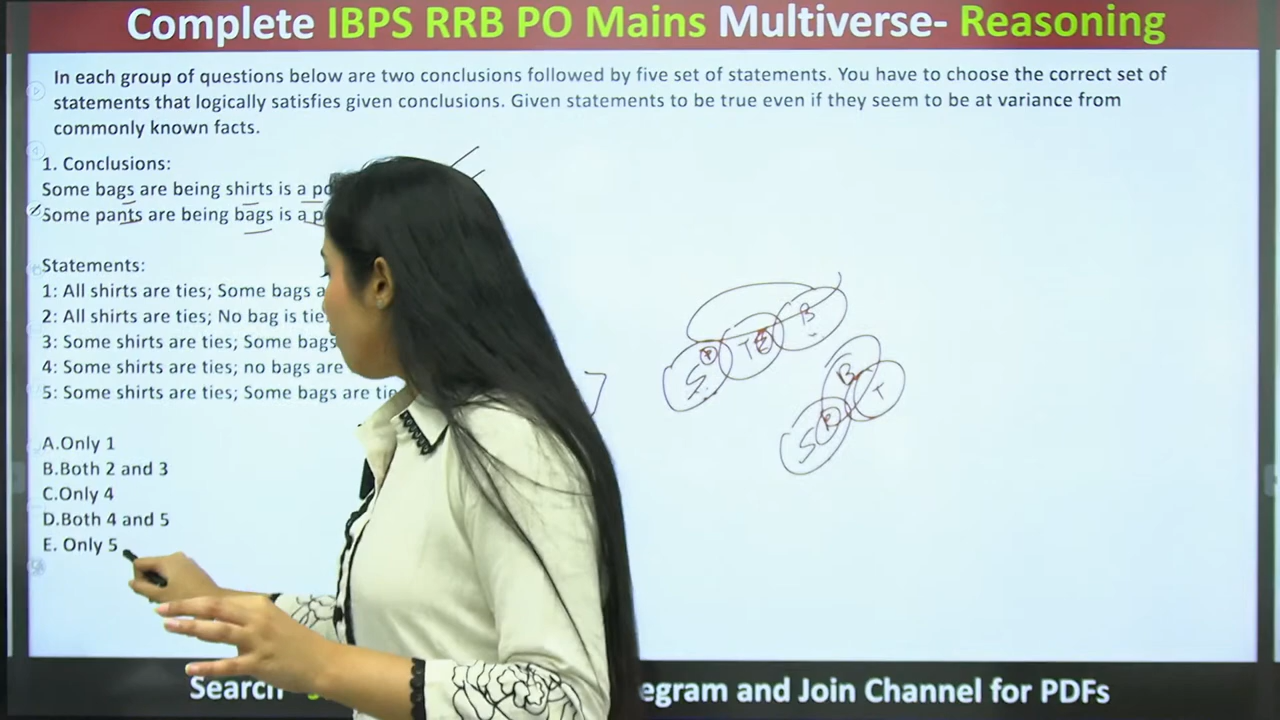 Complete IBPS RRB PO Mains Multiverse- Reasoning
In each group of questions below are two conclusions followed by five set of statements. You have to choose the correct set of
statements that logically satisfies given conclusions. Given statements to be true even if they seem to be at variance from
commonly known facts.
1. Conclusions:
Some bags are being shirts is a
Some pants are being bags is a
Statements:
1: All shirts are ties; Some bags
2: All shirts are ties; No bag is
3: Some shirts are ties; Some bags
4: Some shirts are ties; no bags are
5: Some shirts are ties; Some bags are
A.Only 1
B.Both 2 and 3
C.Only 4
D.Both 4 and 5
E. Only 5
S T B
B T
S
Search egram and Join Channel for PDFs